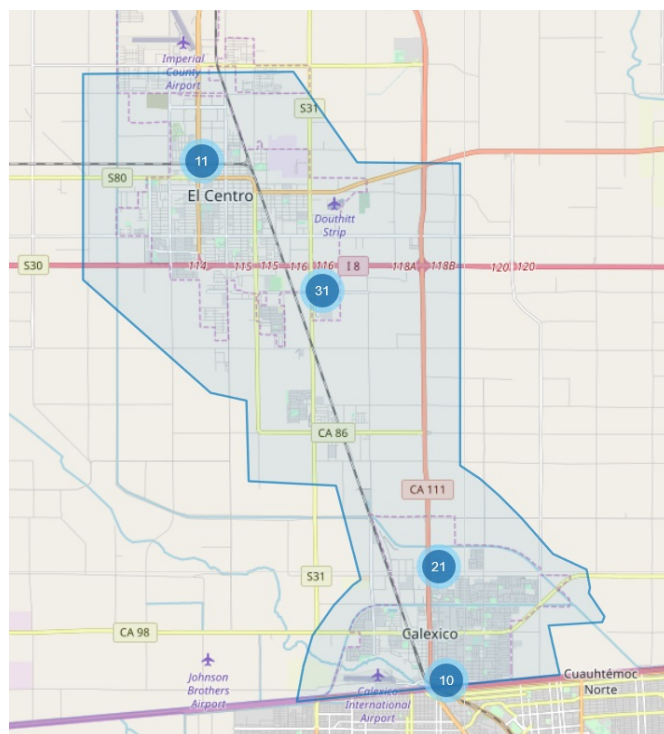 Imperial
County
Airport
S31
11
S80
El Centro
Douthitt
Strip
S30
114
115
115
116
116
I 8
118A
118B
120
120
31
CA 86
CA 111
21
S31
CA 98
Calexico
Johnson
Brothers
Airport
Calexico
International
Airport
10
Cuauhtémoc
Norte